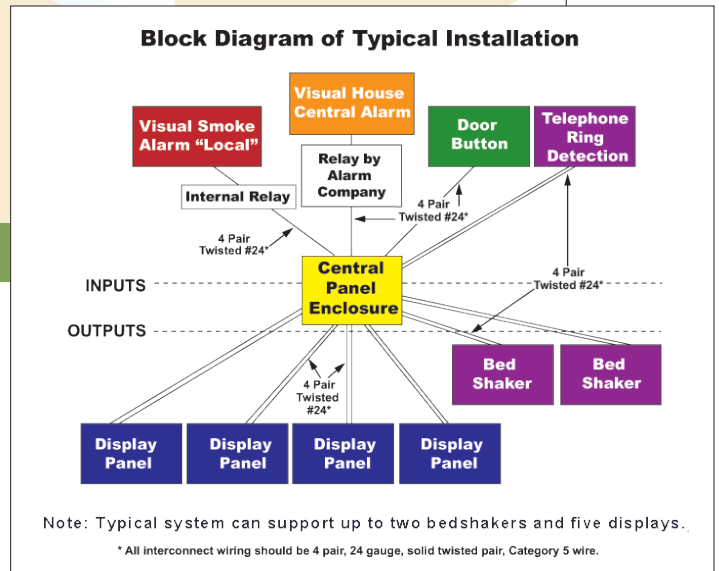 Block Diagram of Typical Installation
Visual House
Central Alarm
Visual Smoke
Alarm “Local”
Door
Button
Telephone
Ring
Detection
Relay by
Alarm
Company
Internal Relay
4 Pair
Twisted #24*
4 Pair
Twisted #24*
Central
Panel
Enclosure
4 Pair
Twisted #24*
INPUTS
OUTPUTS
Bed
Shaker
Bed
Shaker
4 Pair
Twisted
#24*
Display
Panel
Display
Panel
Display
Panel
Display
Panel
Note: Typical system can support up to two bedshakers and five displays.
* All interconnect wiring should be 4 pair, 24 gauge, solid twisted pair, Category 5 wire.